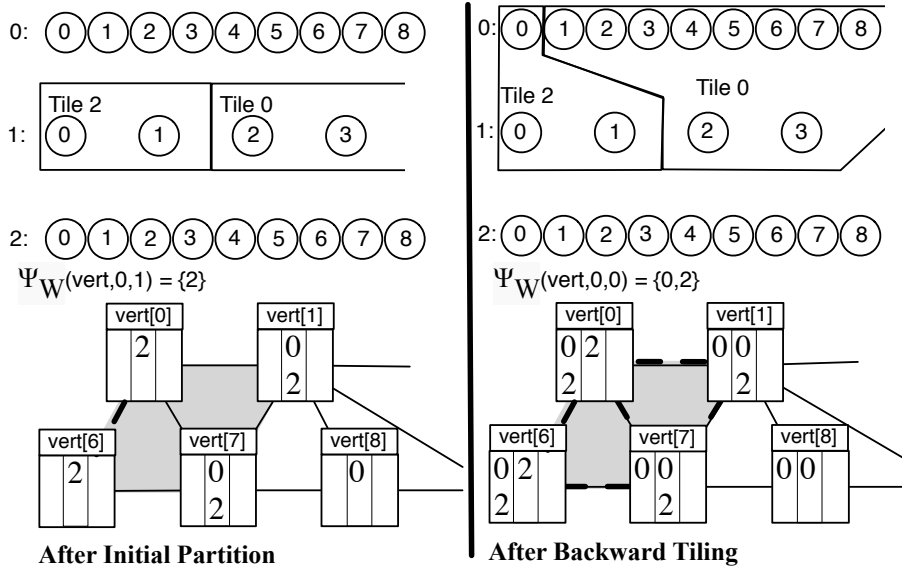 0: 0 1 2 3 4 5 6 7 8
Tile 2 Tile 0
1: 0 1 2 3
2: 0 1 2 3 4 5 6 7 8
Ψ_W(vert,0,1) = {2}
vert[0] vert[1]
2 0
2
vert[6] vert[7] vert[8]
2 0 0
2
After Initial Partition
0: 0 1 2 3 4 5 6 7 8
Tile 2 Tile 0
1: 0 1 2 3
2: 0 1 2 3 4 5 6 7 8
Ψ_W(vert,0,0) = {0,2}
vert[0] vert[1]
0 2 0 0
2 2
vert[6] vert[7] vert[8]
0 2 0 0 0 0
2 2
After Backward Tiling